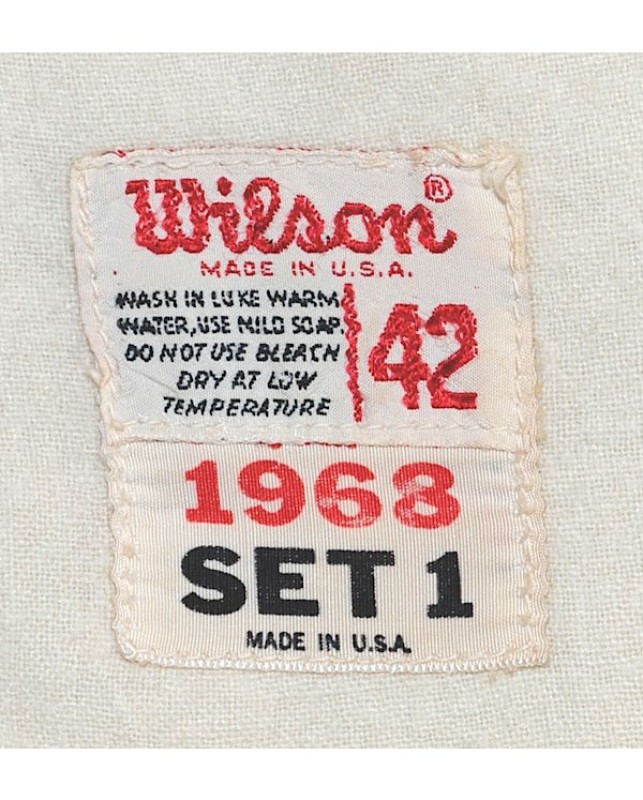 Wilson®
MADE IN U.S.A.
WASH IN LUKE WARM
WATER, USE MILD SOAP.
DO NOT USE BLEACH
DRY AT LOW
TEMPERATURE
42
1968
SET 1
MADE IN U.S.A.